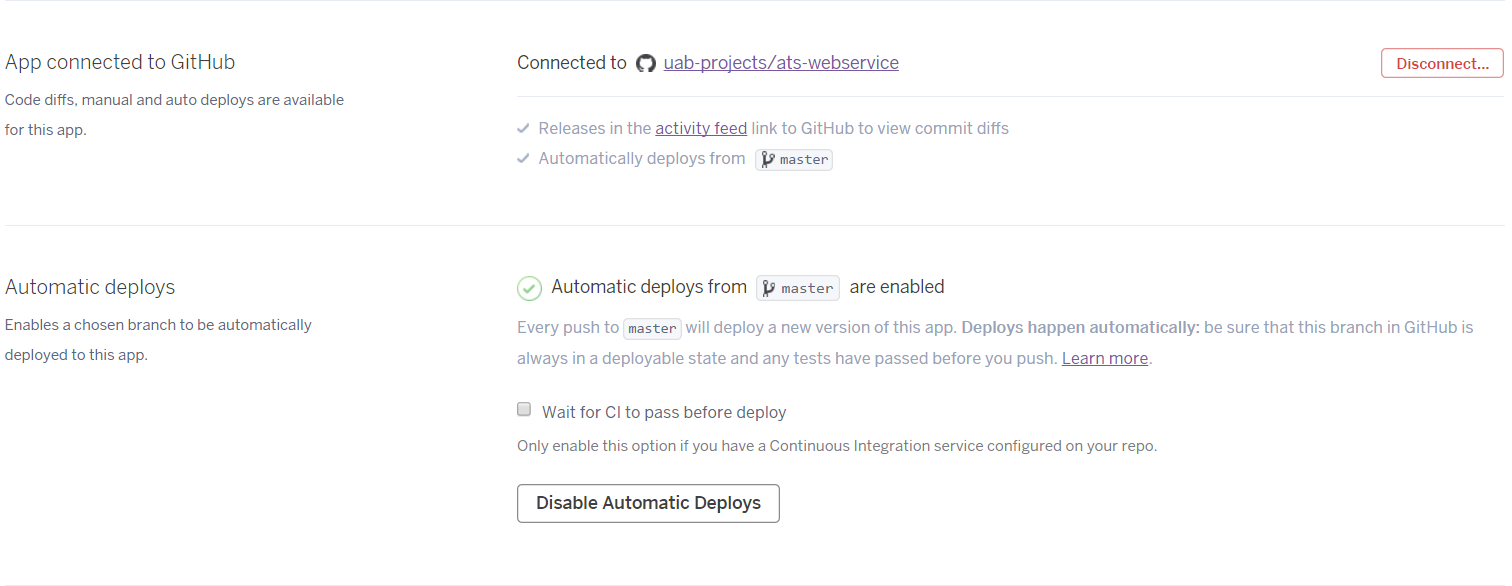 App connected to GitHub
Code diffs, manual and auto deploys are available
for this app.
Connected to uab-projects/ats-webservice
Disconnect...
Releases in the activity feed link to GitHub to view commit diffs
Automatically deploys from master
Automatic deploys
Enables a chosen branch to be automatically
deployed to this app.
Automatic deploys from master are enabled
Every push to master will deploy a new version of this app. Deploys happen automatically: be sure that this branch in GitHub is
always in a deployable state and any tests have passed before you push. Learn more.
Wait for CI to pass before deploy
Only enable this option if you have a Continuous Integration service configured on your repo.
Disable Automatic Deploys